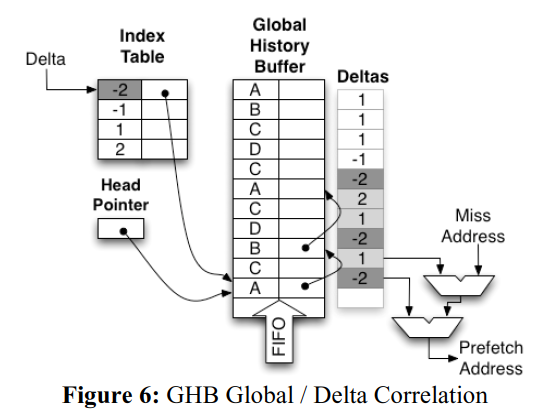 Global
History
Buffer
Index
Table
Delta
Deltas
-2
-1
1
2
A
B
C
D
C
A
C
D
B
C
A
1
1
1
-1
-2
2
1
-2
1
-2
Head
Pointer
Miss
Address
FIFO
Prefetch
Address
Figure 6: GHB Global / Delta Correlation